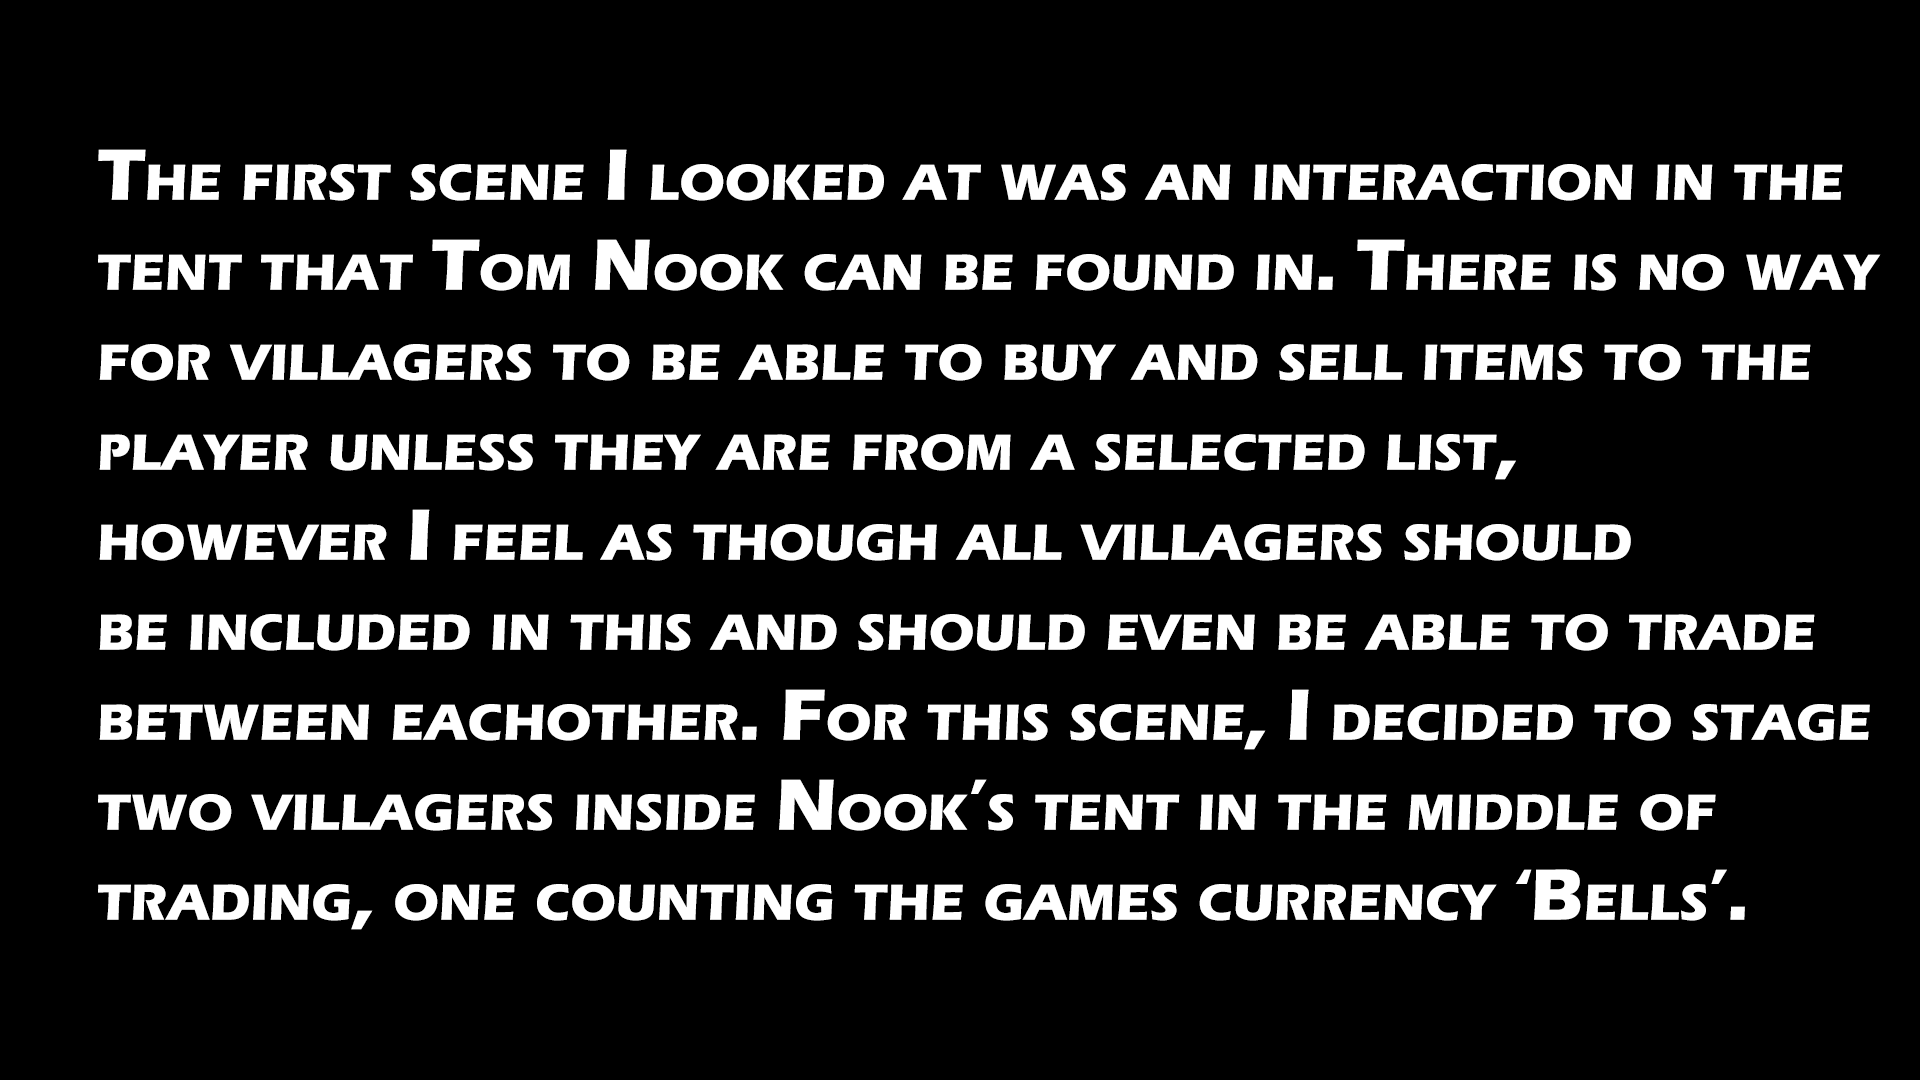 The first scene I looked at was an interaction in the
tent that Tom Nook can be found in. There is no way
for villagers to be able to buy and sell items to the
player unless they are from a selected list,
however I feel as though all villagers should
be included in this and should even be able to trade
between eachother. For this scene, I decided to stage
two villagers inside Nook’s tent in the middle of
trading, one counting the games currency ‘Bells’.